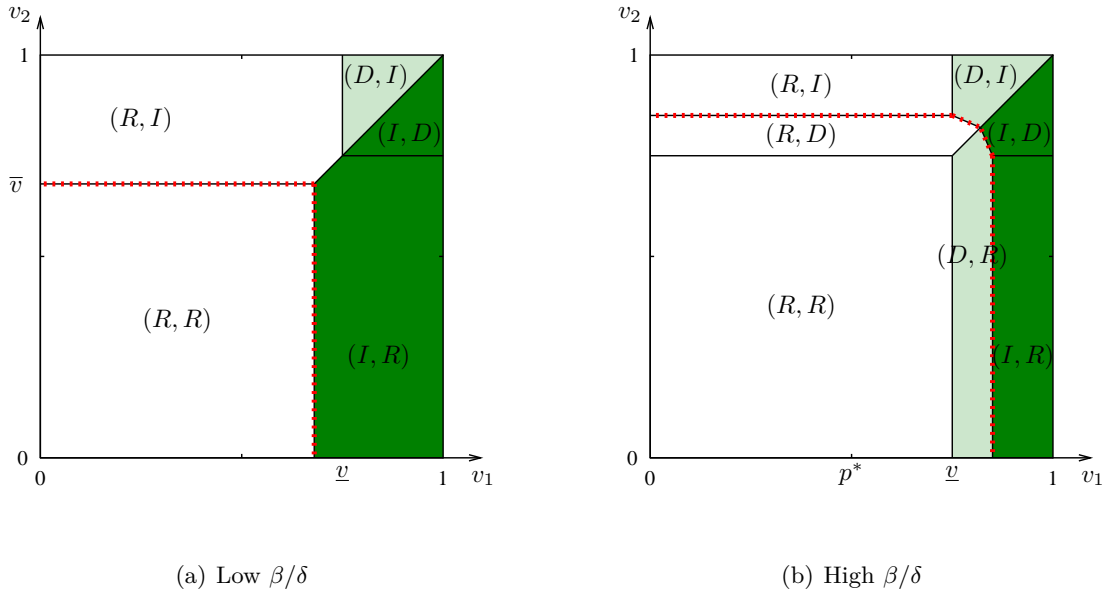 v₂
1
(D, I)
(R, I)
(I, D)
v̅
(R, R)
(I, R)
0
0
v̲
1
v₁
(a) Low β/δ
v₂
1
(D, I)
(R, I)
(I, D)
(R, D)
(D, R)
(R, R)
(I, R)
0
0
p*
v̲
1
v₁
(b) High β/δ